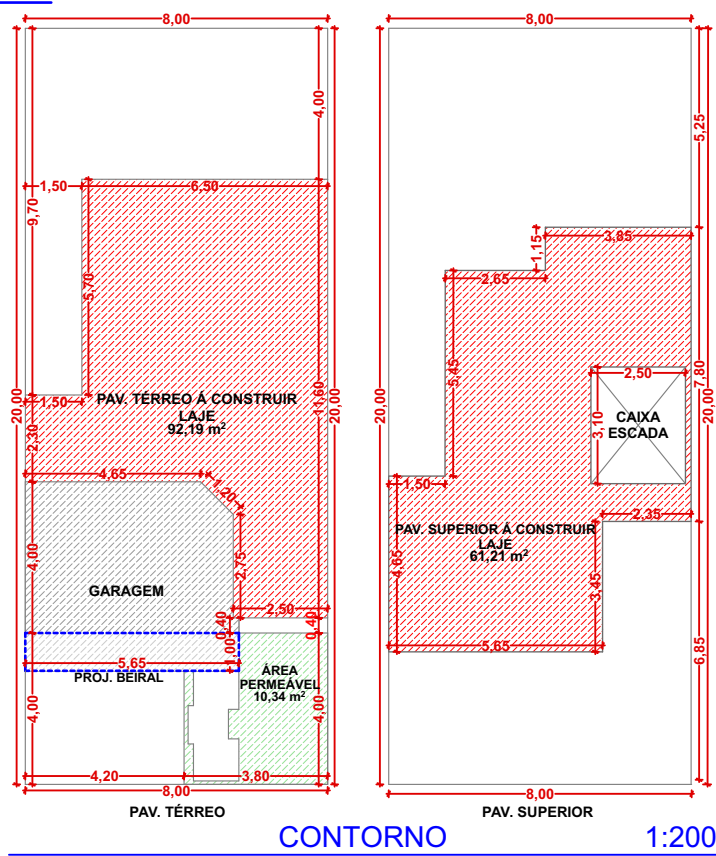 8,00
8,00
4,00
5,25
1,50
6,50
9,70
3,85
1,15
2,65
5,70
5,45
2,50
7,80
20,00
1,50
PAV. TÉRREO Á CONSTRUIR
LAJE
92,19 m²
11,60
20,00
20,00
3,10
CAIXA
ESCADA
20,00
2,30
4,65
1,20
1,50
2,35
PAV. SUPERIOR Á CONSTRUIR
LAJE
61,21 m²
4,65
3,45
4,00
2,75
GARAGEM
2,50
0,40
0,40
5,65
1,00
5,65
PROJ. BEIRAL
ÁREA
PERMEÁVEL
10,34 m²
6,85
4,00
4,00
4,20
3,80
8,00
8,00
PAV. TÉRREO
PAV. SUPERIOR
CONTORNO
1:200